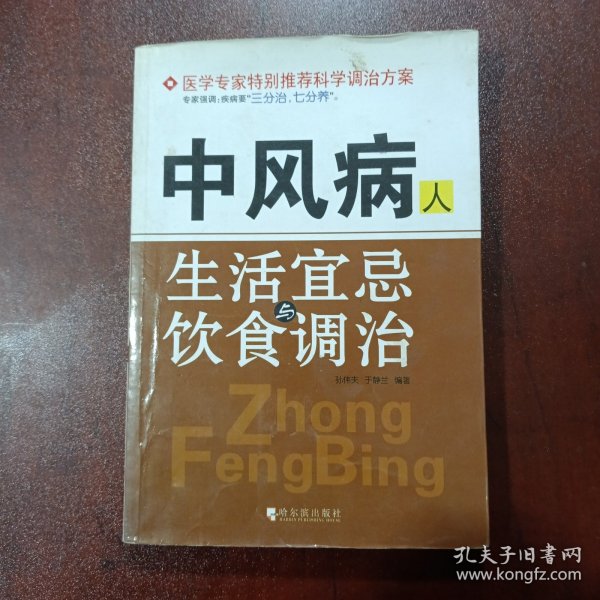 医学专家特别推荐科学调治方案
专家强调:疾病要“三分治,七分养”。
中风病人
生活宜忌
与
饮食调治
孙伟夫 于静兰 编著
Zhong
FengBing
哈尔滨出版社
HARBIN PUBLISHING HOUSE
孔夫子旧书网
www.kongfz.com